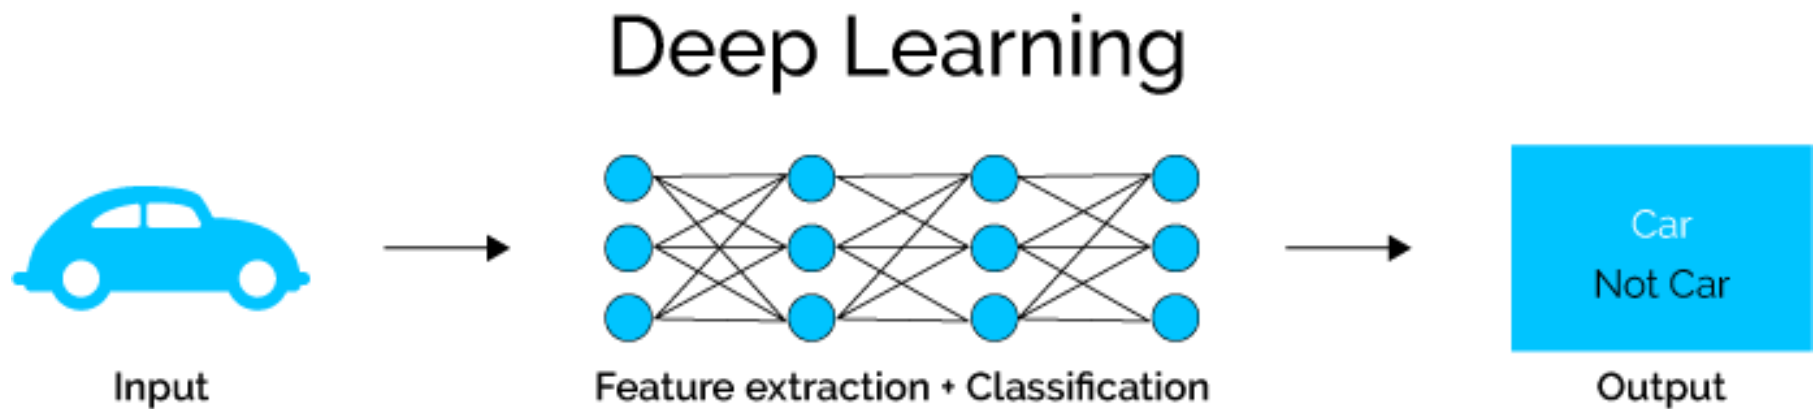 Deep Learning
Car
Not Car
Input
Feature extraction + Classification
Output